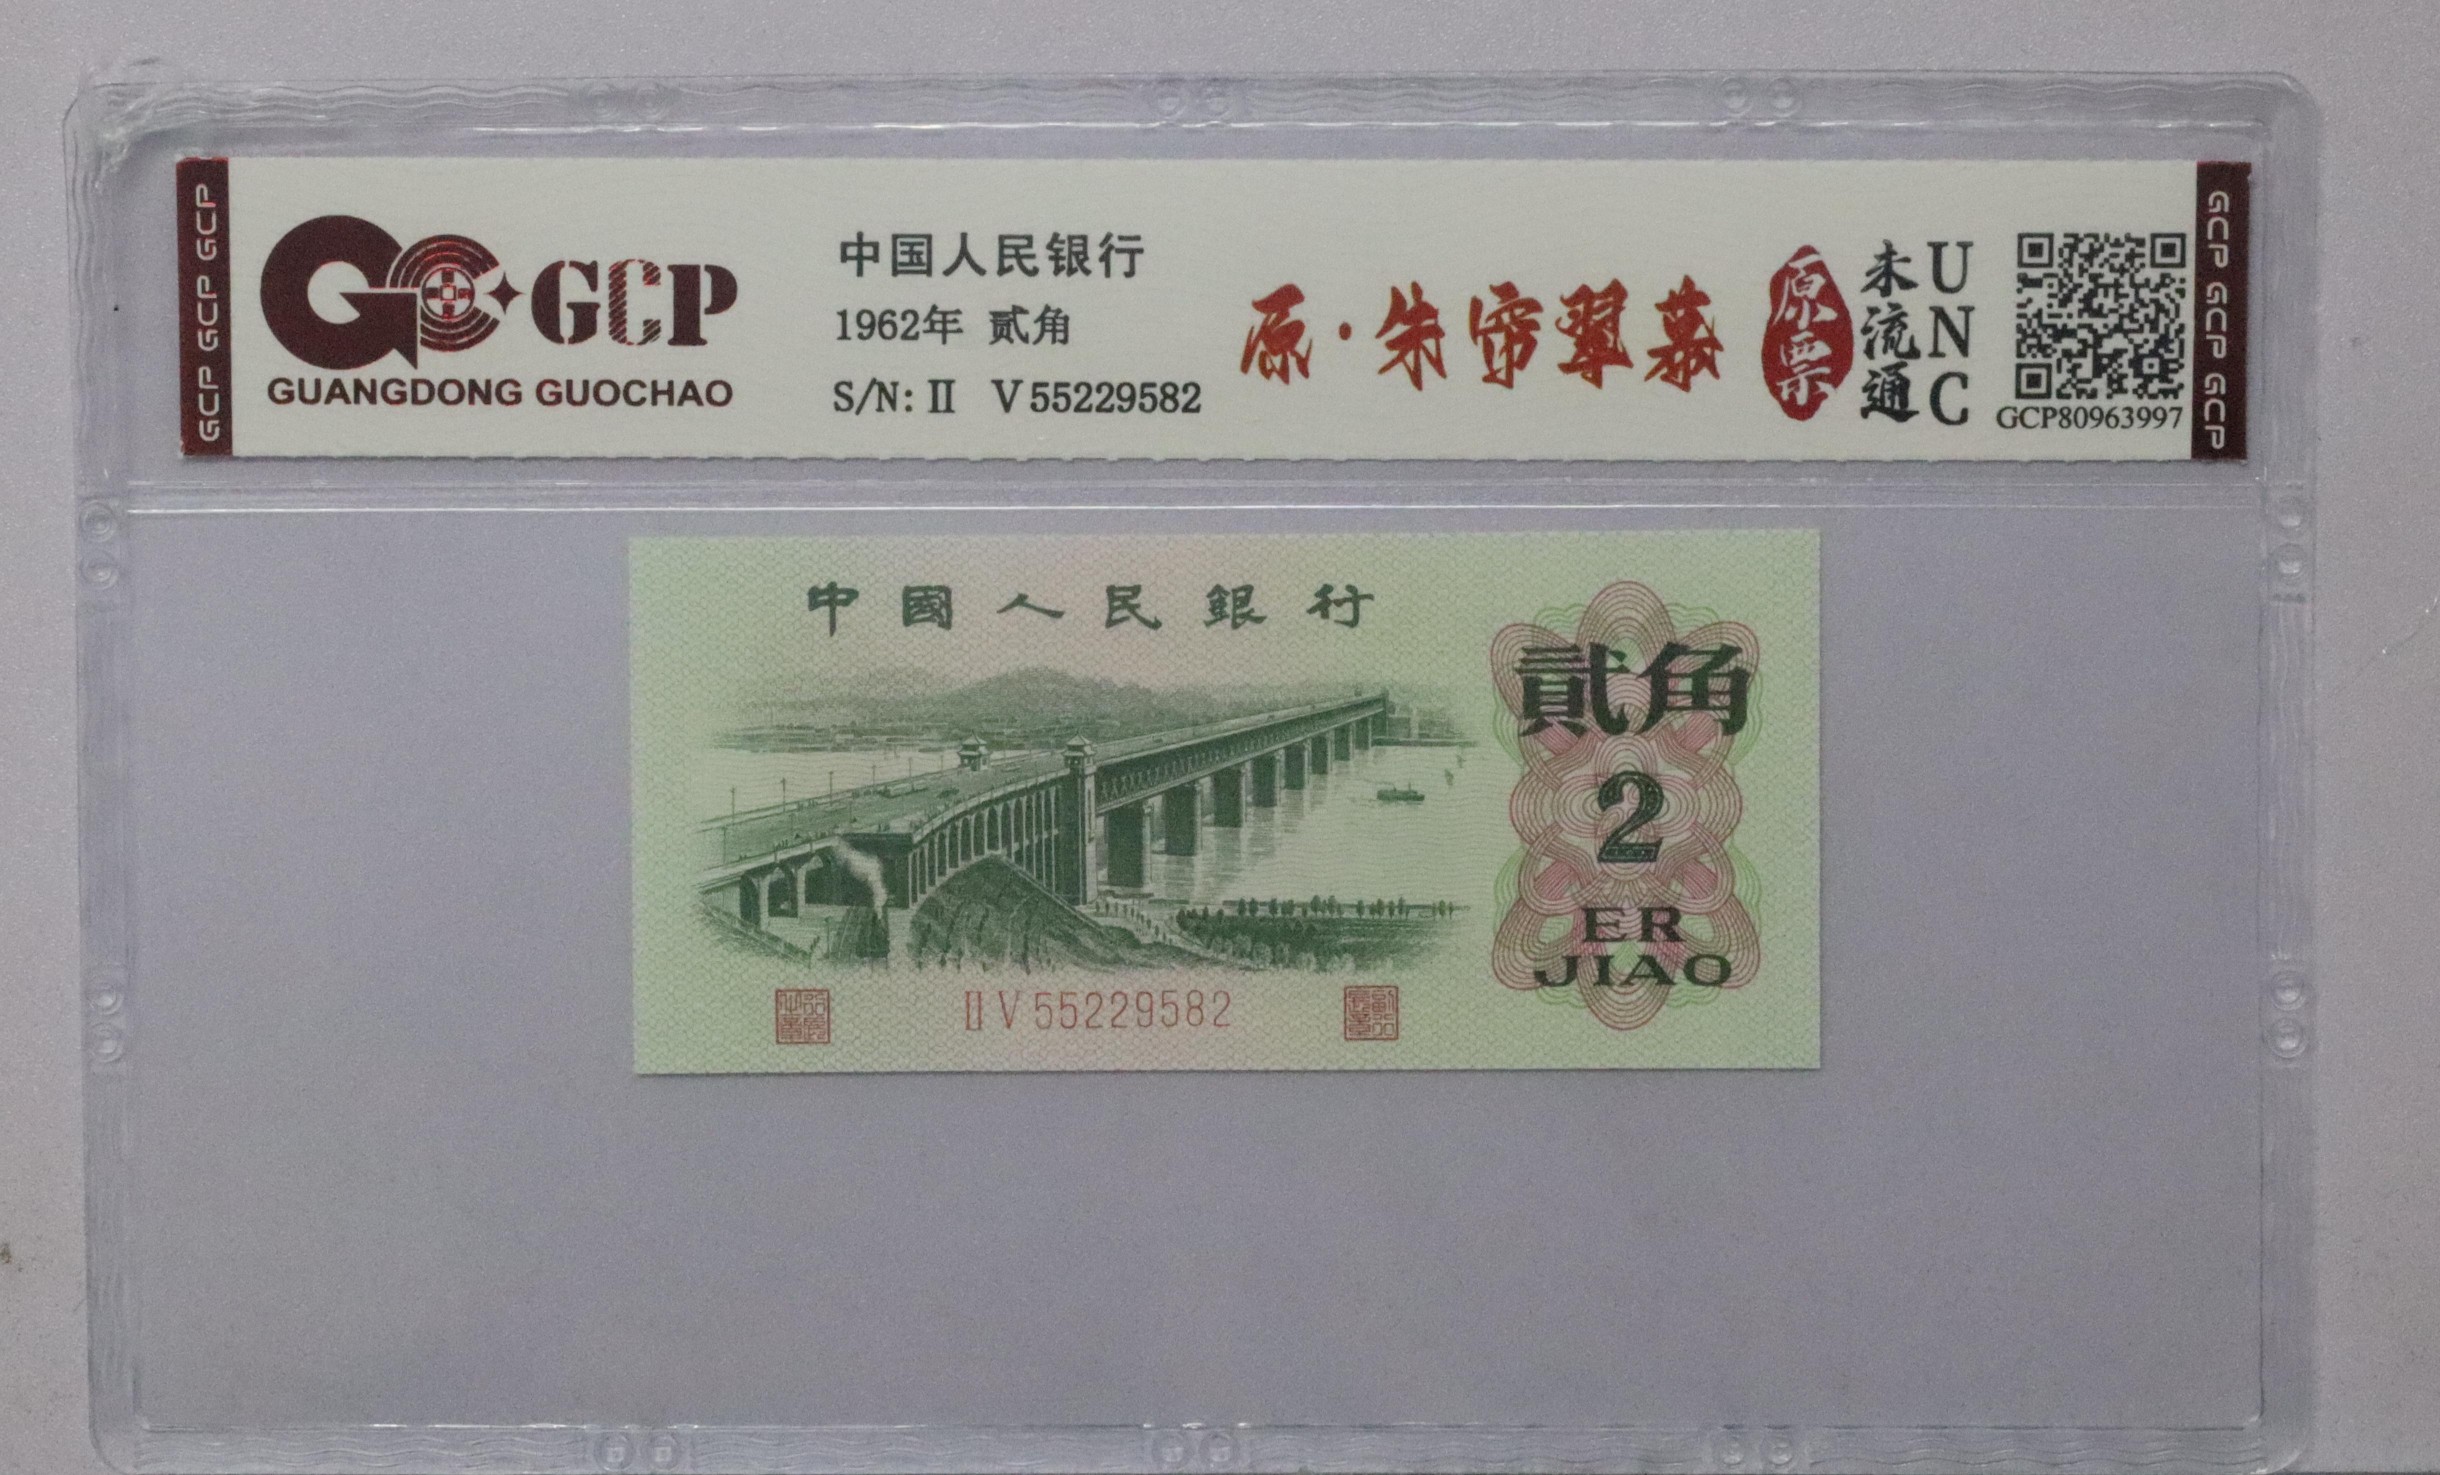 GCP GCP GCP
GCP
GUANGDONG GUOCHAO
中国人民银行
1962年 贰角
S/N: II V 55229582
原·朱帘翠幕
原票
未流通
UNC
GCP80963997
GCP GCP GCP
中國人民銀行
貳角
2
ER
JIAO
II V 55229582